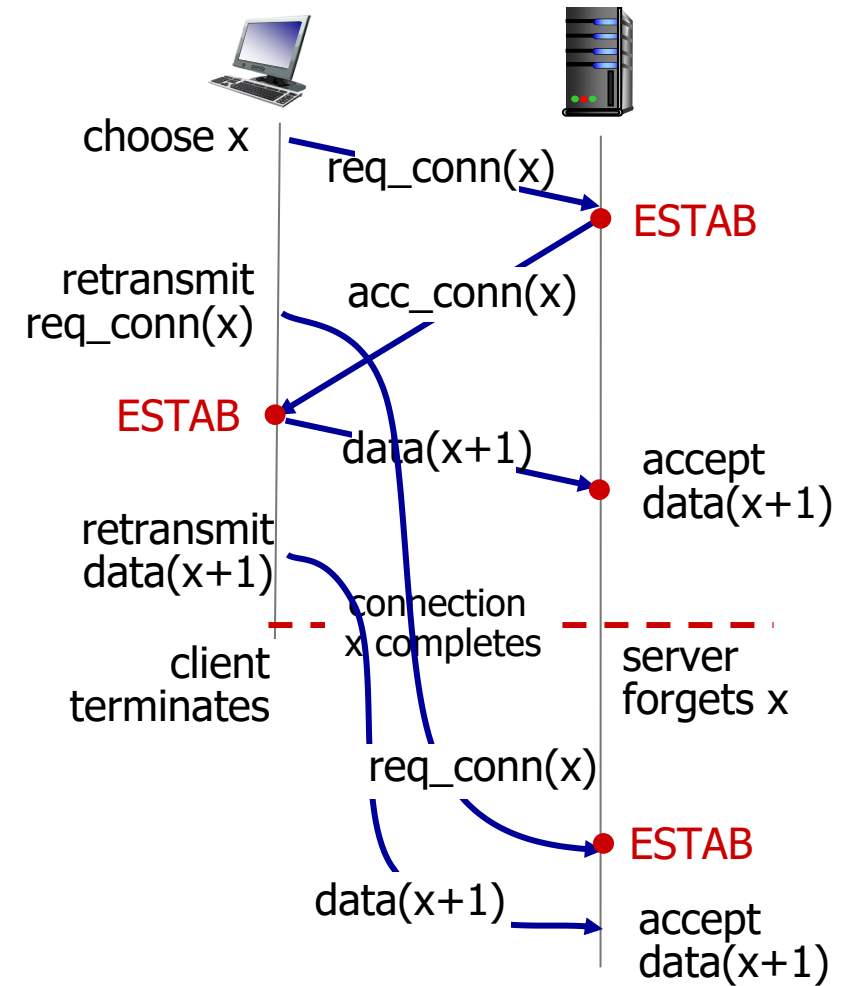 choose x
req_conn(x)
ESTAB
retransmit
req_conn(x)
acc_conn(x)
ESTAB
data(x+1)
accept
data(x+1)
retransmit
data(x+1)
connection
x completes
client
terminates
server
forgets x
req_conn(x)
ESTAB
data(x+1)
accept
data(x+1)